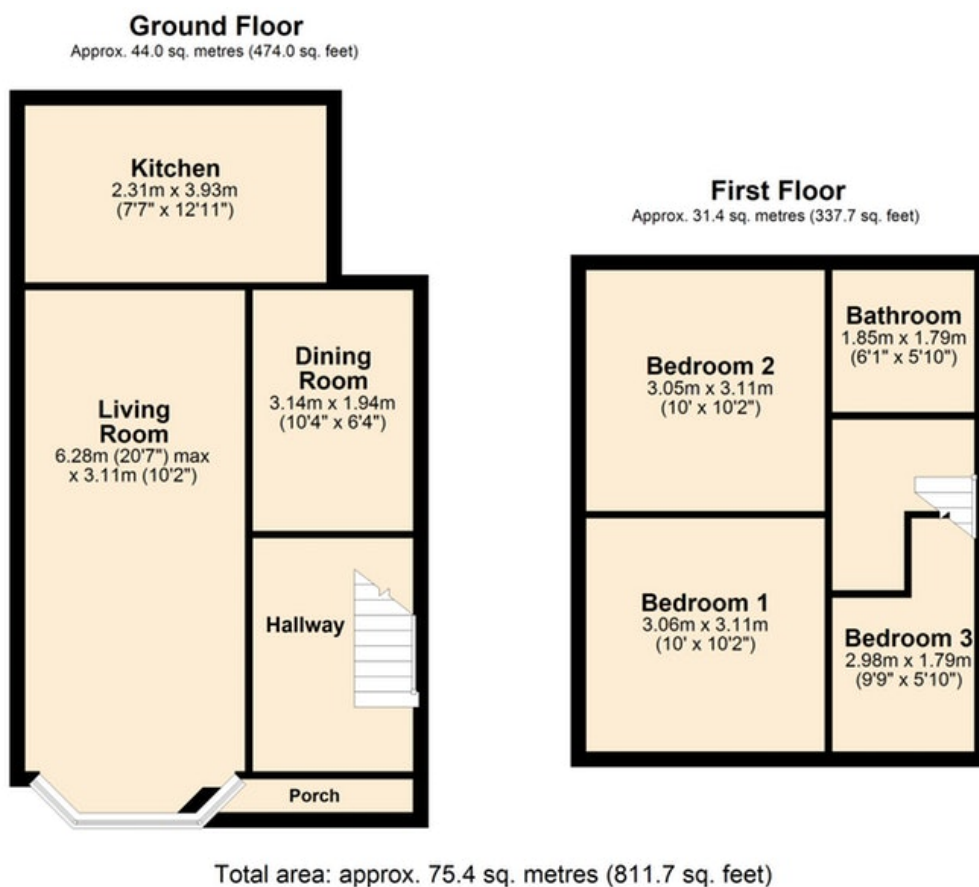 Ground Floor
Approx. 44.0 sq. metres (474.0 sq. feet)
Kitchen
2.31m x 3.93m
(7'7" x 12'11")
Dining
Room
3.14m x 1.94m
(10'4" x 6'4")
Living
Room
6.28m (20'7") max
x 3.11m (10'2")
Hallway
Porch
First Floor
Approx. 31.4 sq. metres (337.7 sq. feet)
Bathroom
1.85m x 1.79m
(6'1" x 5'10")
Bedroom 2
3.05m x 3.11m
(10' x 10'2")
Bedroom 1
3.06m x 3.11m
(10' x 10'2")
Bedroom 3
2.98m x 1.79m
(9'9" x 5'10")
Total area: approx. 75.4 sq. metres (811.7 sq. feet)